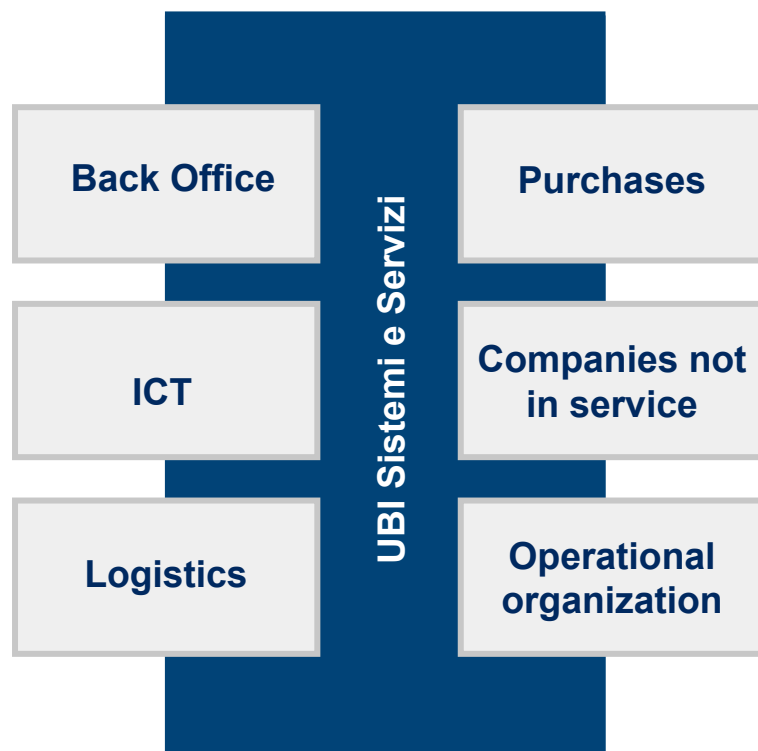 Back Office
ICT
Logistics
UBI Sistemi e Servizi
Purchases
Companies not
in service
Operational
organization